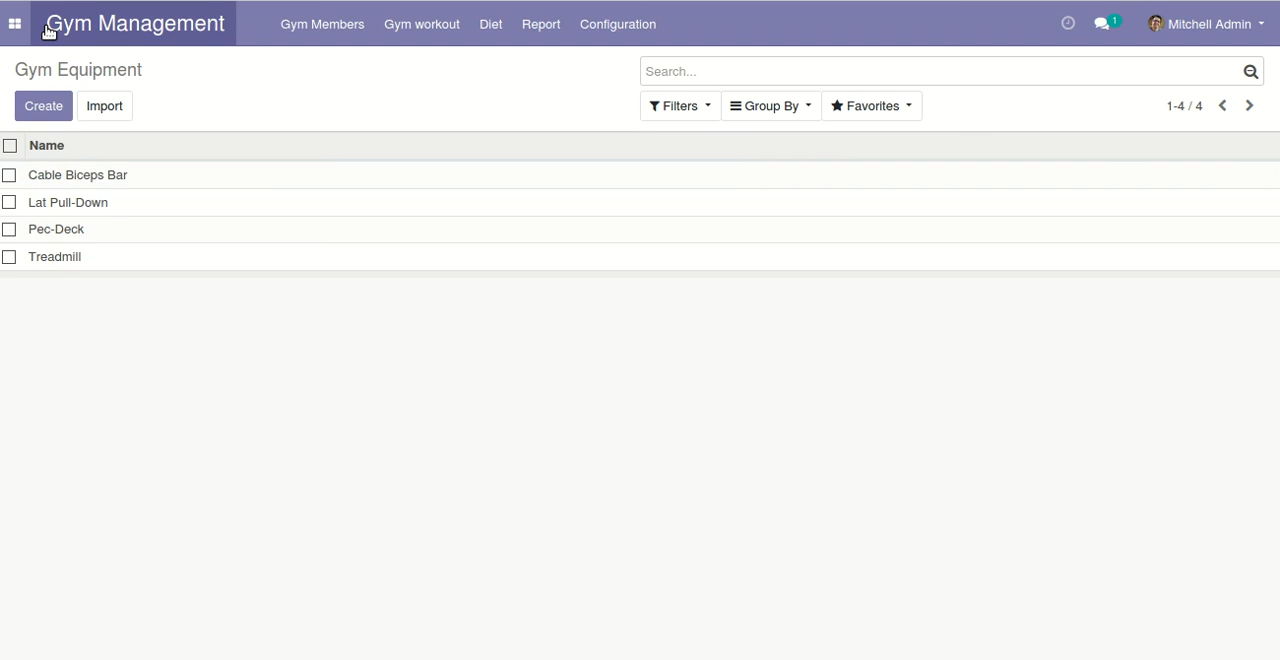 Gym Management Gym Members Gym workout Diet Report Configuration 1 Mitchell Admin
Gym Equipment Search...
Create Import Filters Group By Favorites 1-4 / 4
Name
Cable Biceps Bar
Lat Pull-Down
Pec-Deck
Treadmill